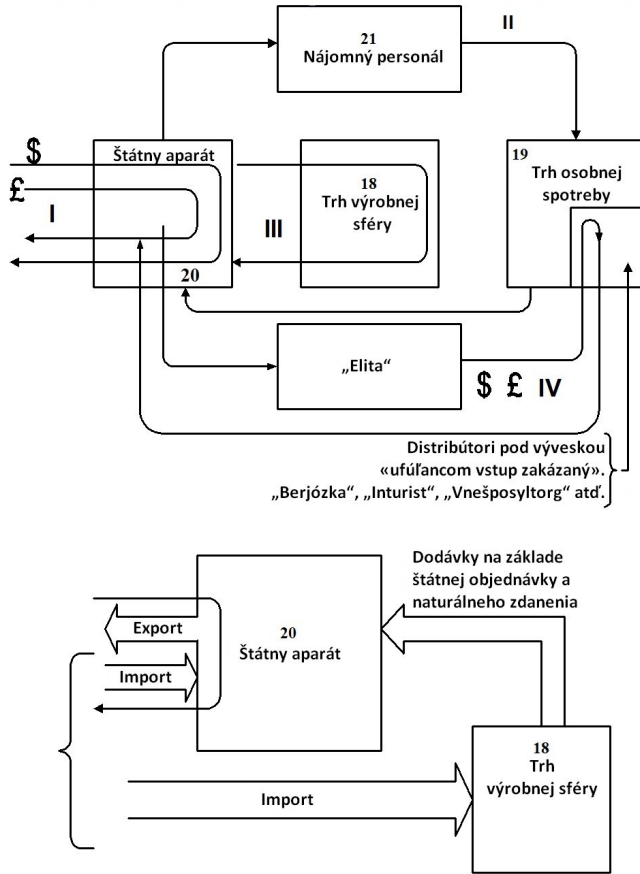 21
Nájomný personál
II
$
£
I
Štátny aparát
20
III
18
Trh výrobnej
sféry
19
Trh osobnej
spotreby
„Elita“
$ £ IV
Distribútori pod výveskou
«ufúľancom vstup zakázaný».
„Berjózka“, „Inturist“, „Vnešposyltorg“ atď.
Dodávky na základe
štátnej objednávky a
naturálneho zdanenia
20
Štátny aparát
Export
Import
Import
18
Trh
výrobnej sféry